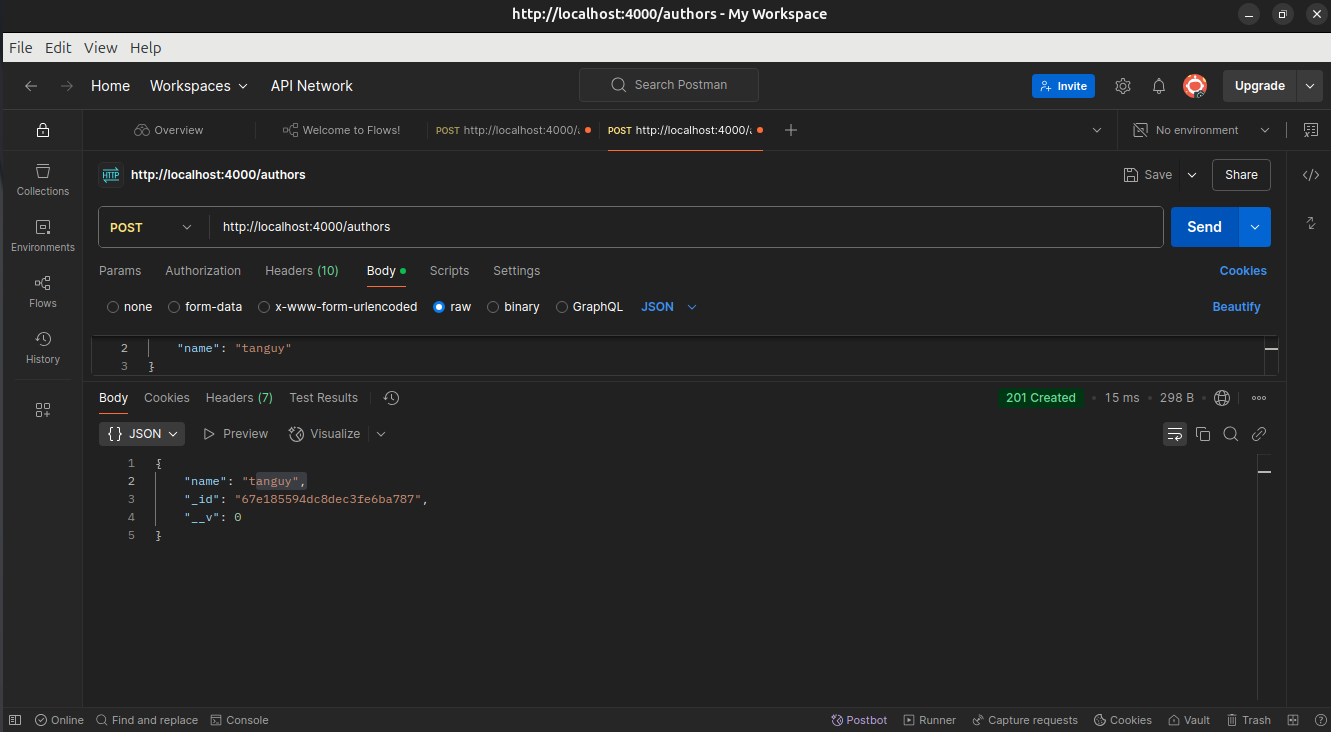 http://localhost:4000/authors - My Workspace
File Edit View Help
Home Workspaces API Network Search Postman Invite Upgrade
Overview Welcome to Flows! POST http://localhost:4000/ POST http://localhost:4000/ No environment
HTTP http://localhost:4000/authors Save Share
Collections
POST http://localhost:4000/authors Send
Environments
Params Authorization Headers (10) Body Scripts Settings Cookies
Flows
none form-data x-www-form-urlencoded raw binary GraphQL JSON Beautify
History
2 "name": "tanguy"
3 }
Body Cookies Headers (7) Test Results 201 Created 15 ms 298 B
{} JSON Preview Visualize
1 {
2 "name": "tanguy",
3 "_id": "67e185594dc8dec3fe6ba787",
4 "__v": 0
5 }
Online Find and replace Console Postbot Runner Capture requests Cookies Vault Trash